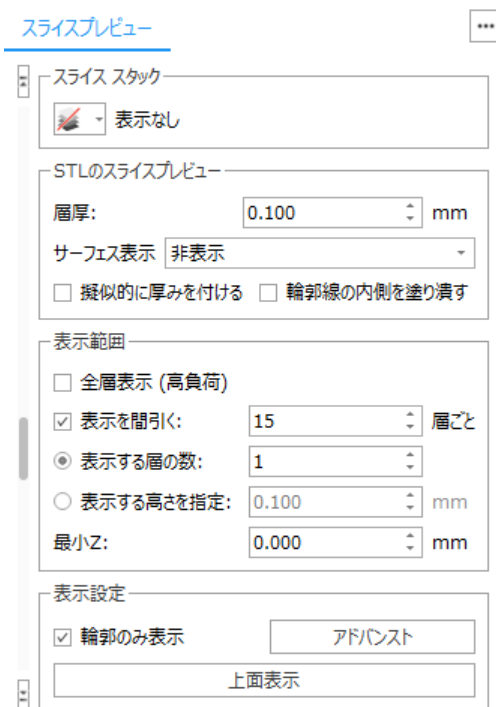 スライスプレビュー
スライス スタック
表示なし
STLのスライスプレビュー
層厚: 0.100 mm
サーフェス表示 非表示
擬似的に厚みを付ける 輪郭線の内側を塗り潰す
表示範囲
全層表示 (高負荷)
表示を間引く: 15 層ごと
表示する層の数: 1
表示する高さを指定: 0.100 mm
最小Z: 0.000 mm
表示設定
輪郭のみ表示 アドバンスト
上面表示